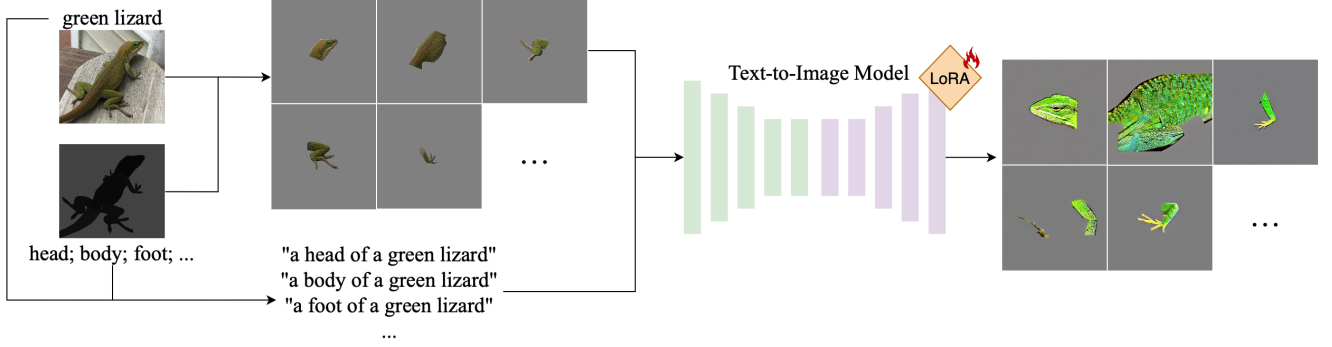 green lizard
head; body; foot; ...
"a head of a green lizard"
"a body of a green lizard"
"a foot of a green lizard"
...
...
Text-to-Image Model
LoRA
...